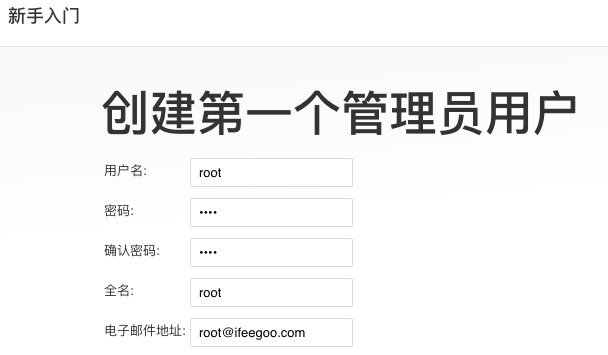 新手入门
创建第一个管理员用户
用户名: root
密码: ••••
确认密码: ••••
全名: root
电子邮件地址: root@ifeegoo.com